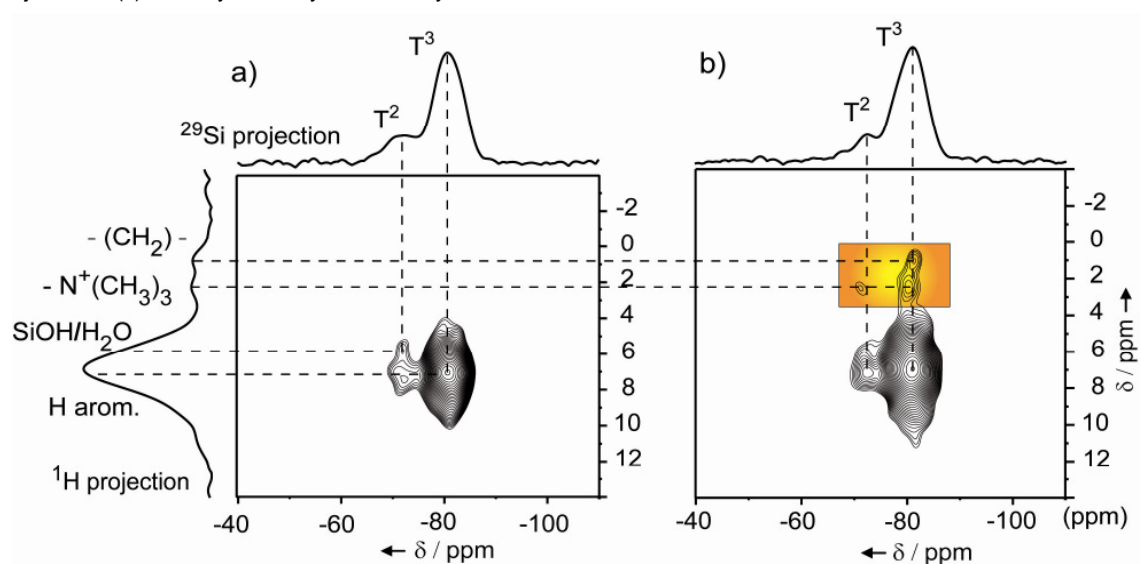 a)
T³
T²
²⁹Si projection
b)
T³
T²
- (CH₂) -
- N⁺(CH₃)₃
SiOH/H₂O
H arom.
¹H projection
-2
0
2
4
6
8
10
12
-2
0
2
4
6
8
10
12
δ / ppm →
-40 -60 -80 -100
← δ / ppm
-40 -60 -80 -100 (ppm)
← δ / ppm